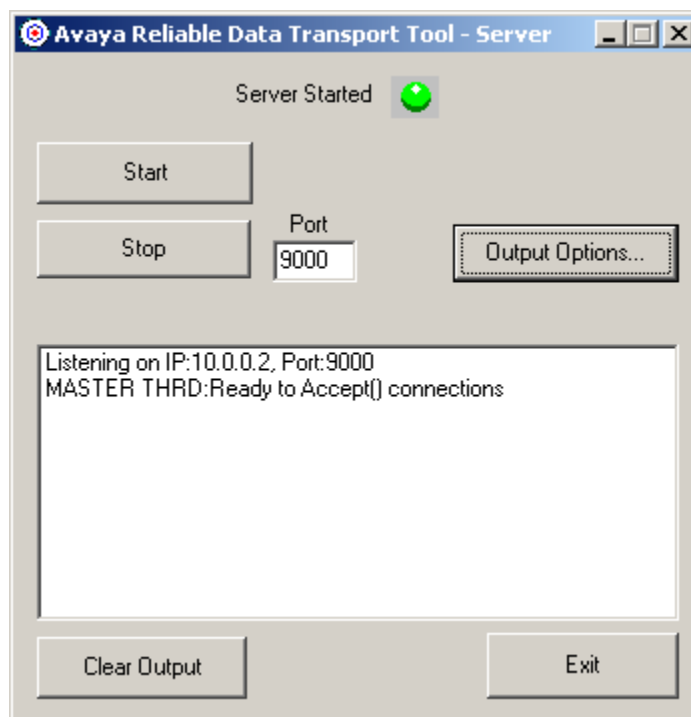 Avaya Reliable Data Transport Tool - Server
Server Started
Start
Stop
Port
9000
Output Options...
Listening on IP:10.0.0.2, Port:9000
MASTER THRD:Ready to Accept() connections
Clear Output
Exit